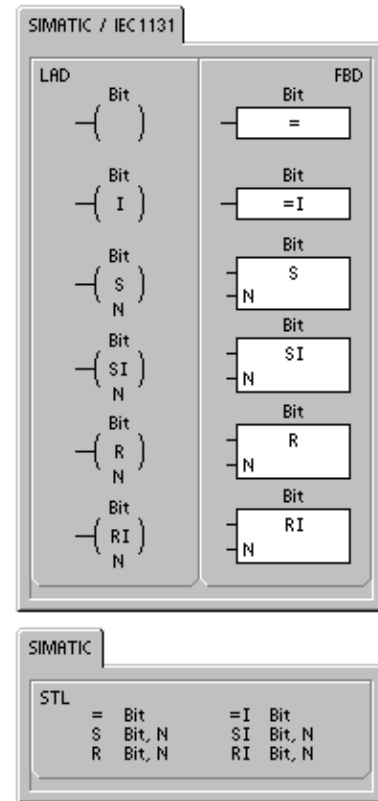 SIMATIC / IEC1131
LAD
FBD
Bit
Bit
=
Bit
I
Bit
=I
Bit
S
N
Bit
S
N
Bit
SI
N
Bit
SI
N
Bit
R
N
Bit
R
N
Bit
RI
N
Bit
RI
N
SIMATIC
STL
= Bit =I Bit
S Bit, N SI Bit, N
R Bit, N RI Bit, N